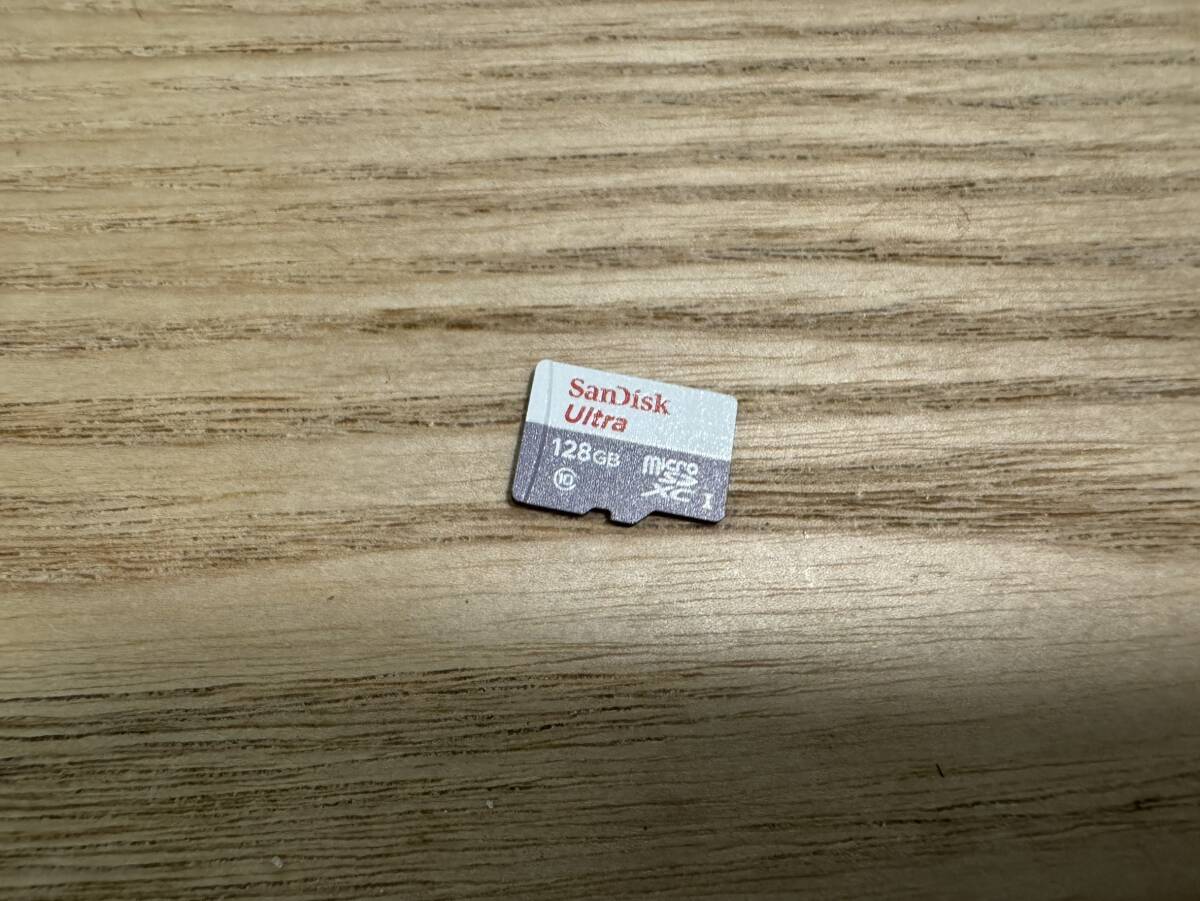 SanDisk
Ultra
128GB
10
micro
SD
XC I